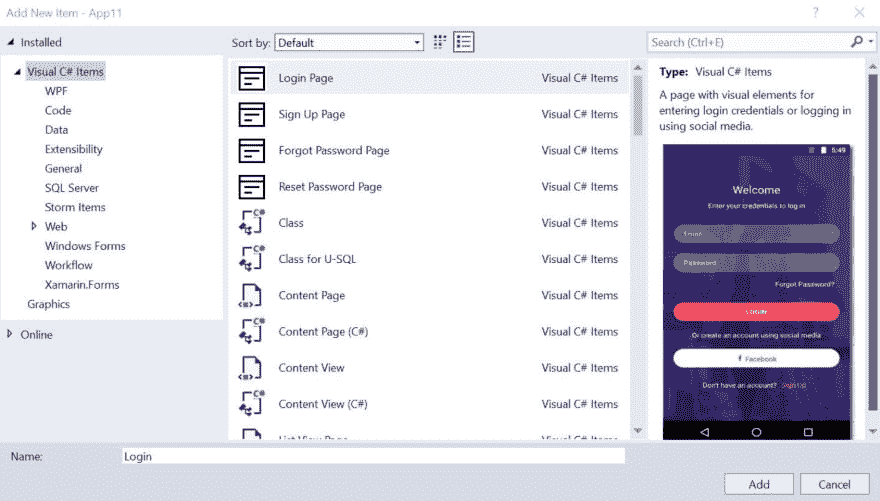 Add New Item - App11
?
Installed
Sort by: Default
Search (Ctrl+E)
Visual C# Items
WPF
Code
Data
Extensibility
General
SQL Server
Storm Items
Web
Windows Forms
Workflow
Xamarin.Forms
Graphics
Online
Login Page Visual C# Items
Sign Up Page Visual C# Items
Forgot Password Page Visual C# Items
Reset Password Page Visual C# Items
C# Class Visual C# Items
C# Class for U-SQL Visual C# Items
Content Page Visual C# Items
C# Content Page (C#) Visual C# Items
Content View Visual C# Items
C# Content View (C#) Visual C# Items
List View Page Visual C# Items
Type: Visual C# Items
A page with visual elements for
entering login credentials or logging in
using social media.
5:49
Welcome
Enter your credentials to log in
Email
Password
Forgot Password?
LOGIN
Or create an account using social media
f Facebook
Don't have an account? Sign Up
Name: Login
Add Cancel